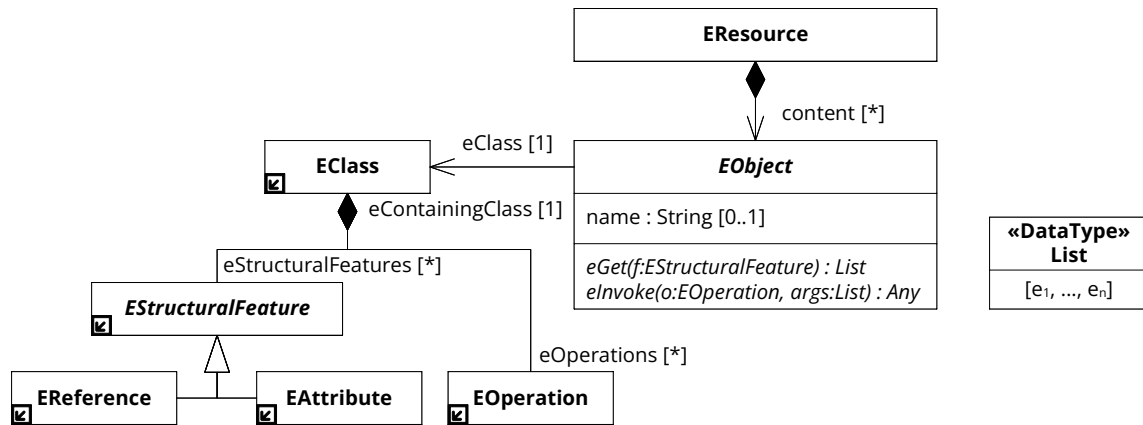 EResource
content [*]
eClass [1]
EClass
EObject
eContainingClass [1]
name : String [0..1]
«DataType»
List
eStructuralFeatures [*]
eGet(f:EStructuralFeature) : List
[e₁, ..., eₙ]
eInvoke(o:EOperation, args:List) : Any
EStructuralFeature
eOperations [*]
EReference
EAttribute
EOperation